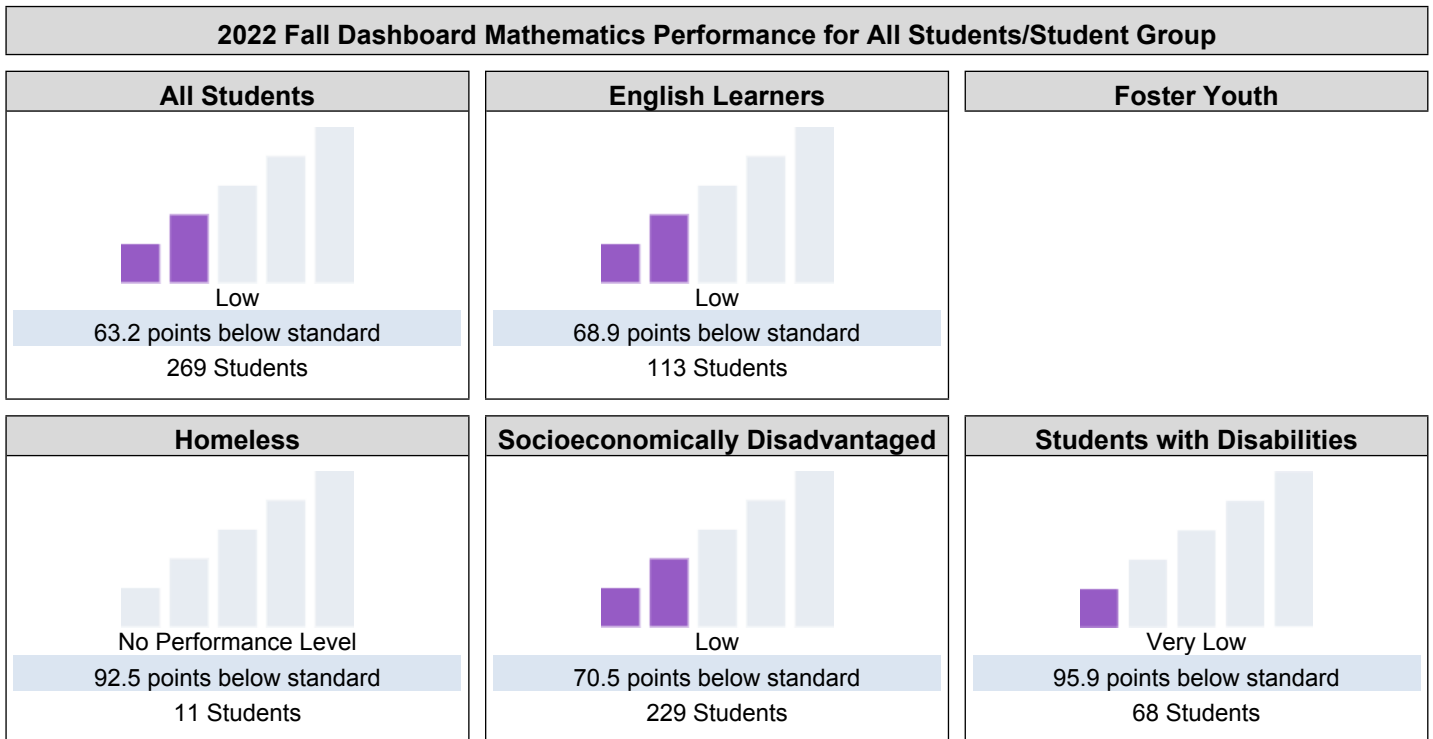 2022 Fall Dashboard Mathematics Performance for All Students/Student Group
All Students
Low
63.2 points below standard
269 Students
English Learners
Low
68.9 points below standard
113 Students
Foster Youth
Homeless
No Performance Level
92.5 points below standard
11 Students
Socioeconomically Disadvantaged
Low
70.5 points below standard
229 Students
Students with Disabilities
Very Low
95.9 points below standard
68 Students